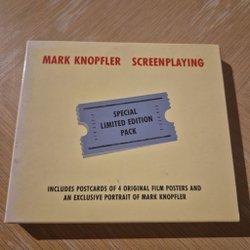 MARK KNOPFLER SCREENPLAYING
SPECIAL
LIMITED EDITION
PACK
INCLUDES POSTCARDS OF 4 ORIGINAL FILM POSTERS AND
AN EXCLUSIVE PORTRAIT OF MARK KNOPFLER